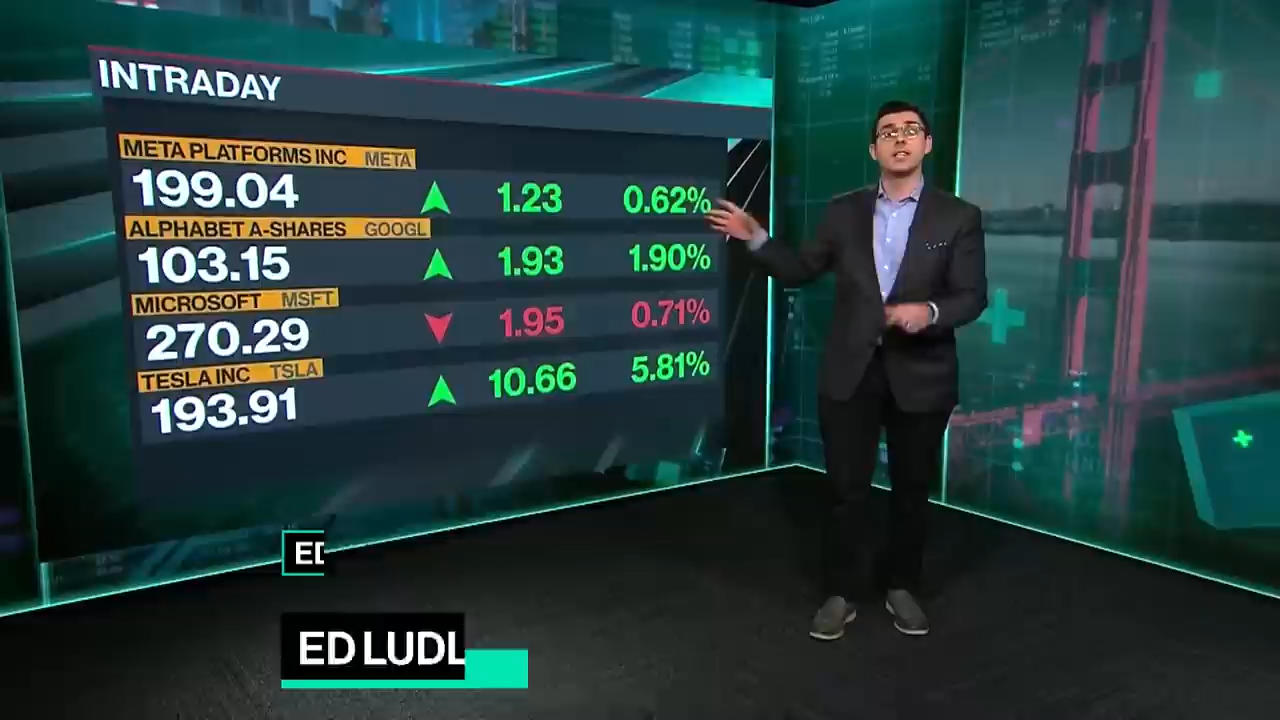 INTRADAY
META PLATFORMS INC META
199.04 ▲ 1.23 0.62%
ALPHABET A-SHARES GOOGL
103.15 ▲ 1.93 1.90%
MICROSOFT MSFT
270.29 ▼ 1.95 0.71%
TESLA INC TSLA
193.91 ▲ 10.66 5.81%
ED
ED LUDL